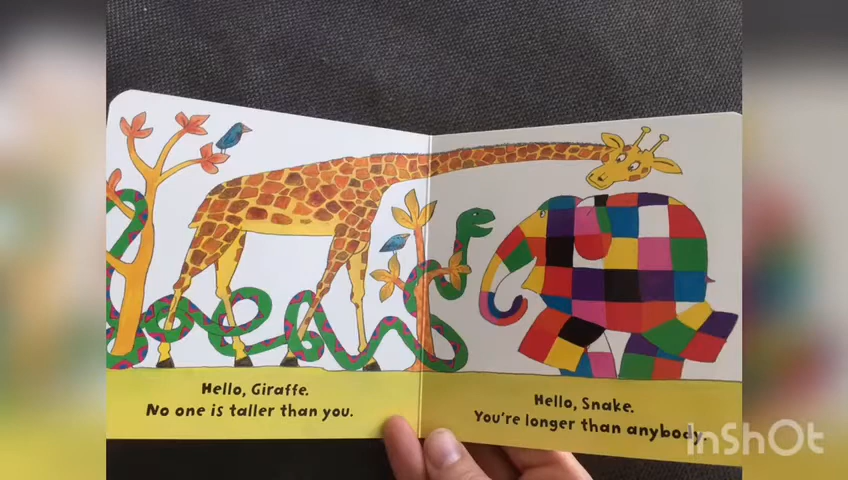 Hello, Giraffe.
No one is taller than you.
Hello, Snake.
You're longer than anybody.
InShOt